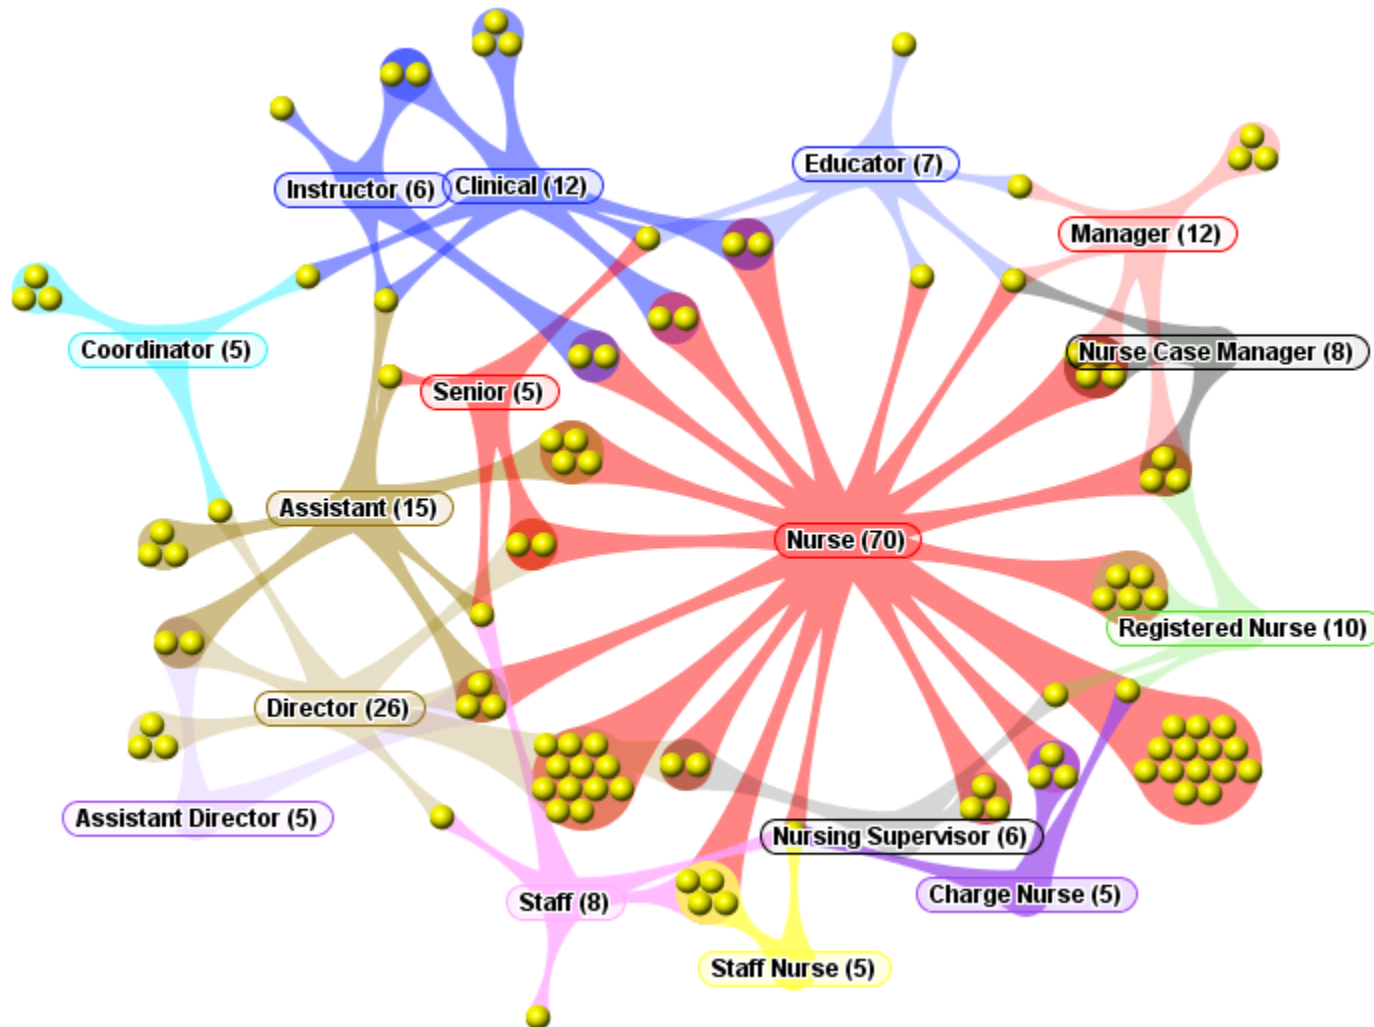 Educator (7)
Instructor (6)
Clinical (12)
Manager (12)
Coordinator (5)
Nurse Case Manager (8)
Senior (5)
Assistant (15)
Nurse (70)
Registered Nurse (10)
Director (26)
Assistant Director (5)
Nursing Supervisor (6)
Charge Nurse (5)
Staff (8)
Staff Nurse (5)